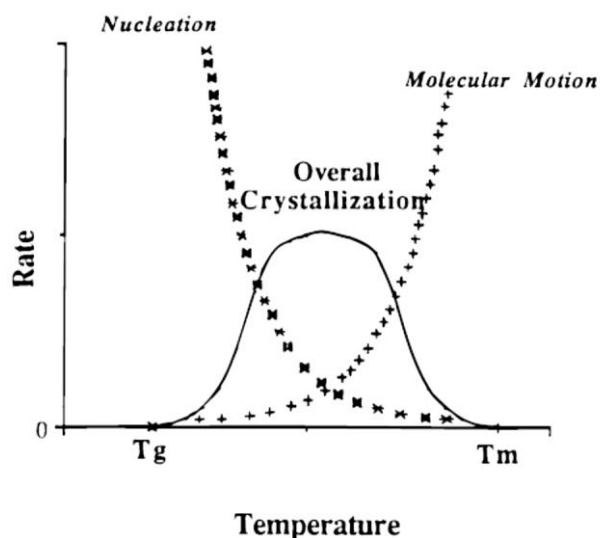 Nucleation
Molecular Motion
Overall
Crystallization
Rate
0
Tg
Tm
Temperature